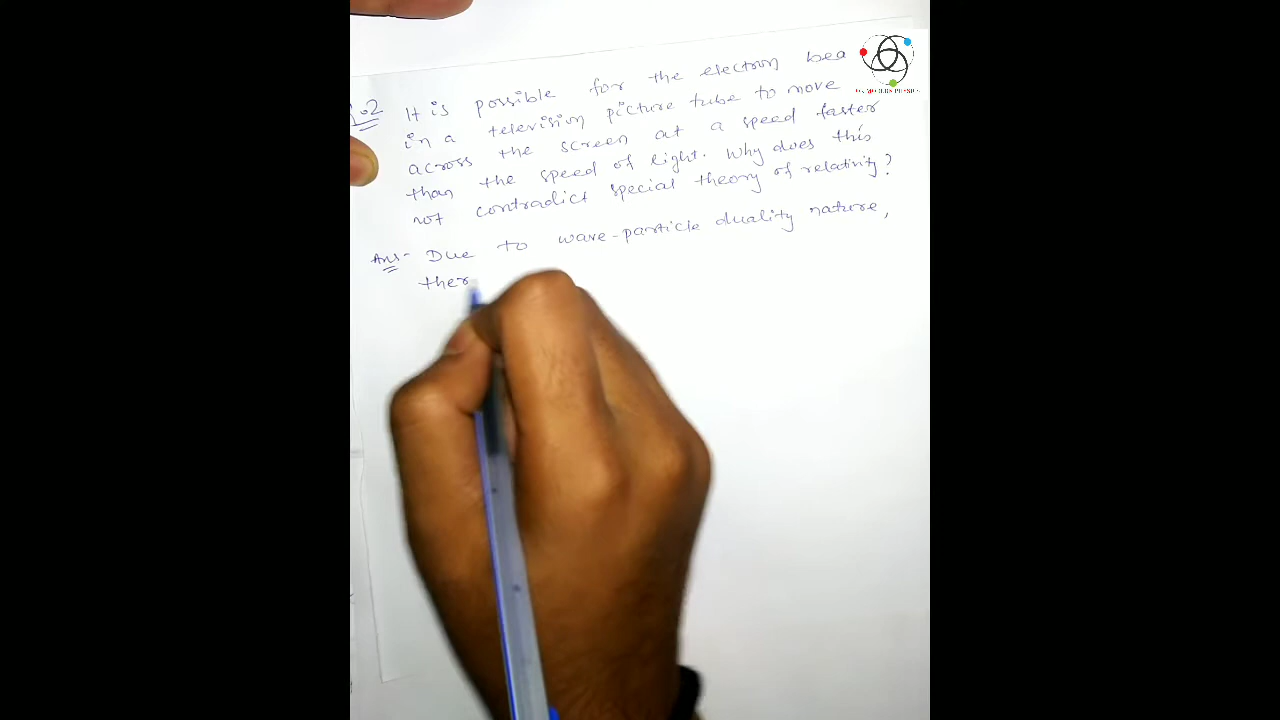 It is possible for the electron bea
in a television picture tube to move
across the screen at a speed faster
than the speed of light. Why does this
not contradict special theory of relativity?
Ans- Due to wave-particle duality nature,
ther